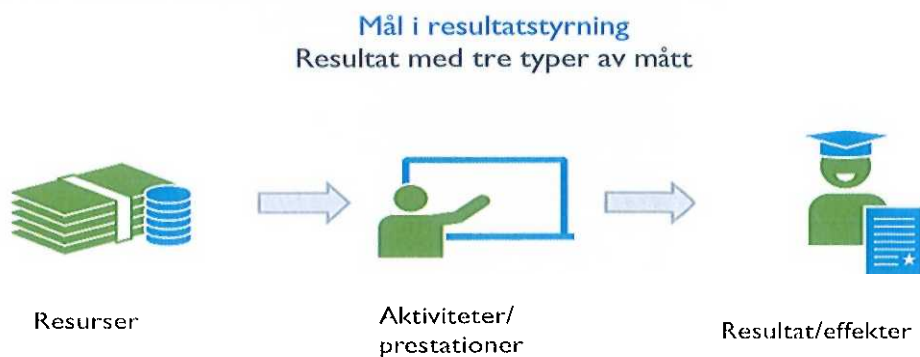 Mål i resultatstyrning
Resultat med tre typer av mått
Resurser
Aktiviteter/
prestationer
Resultat/effekter